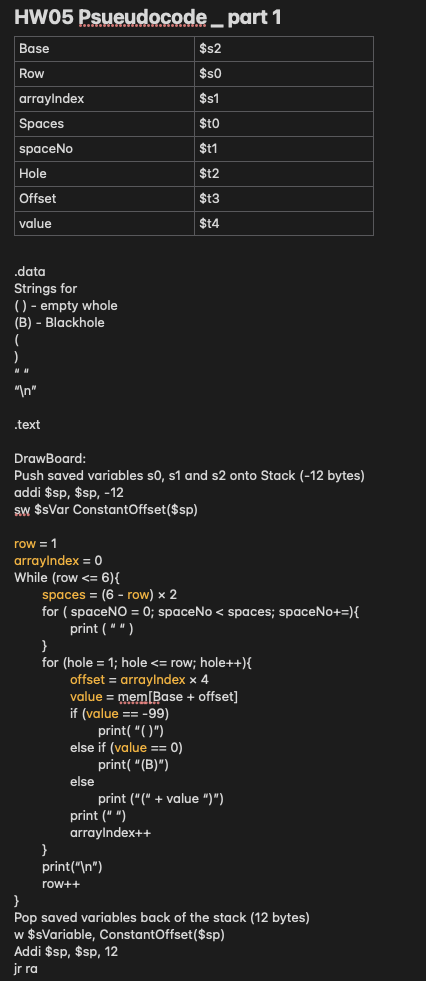 HW05 Psueudocode _ part 1
Base $s2
Row $s0
arrayIndex $s1
Spaces $t0
spaceNo $t1
Hole $t2
Offset $t3
value $t4
.data
Strings for
( ) - empty whole
(B) - Blackhole
(
)
“ “
“\n”
.text
DrawBoard:
Push saved variables s0, s1 and s2 onto Stack (-12 bytes)
addi $sp, $sp, -12
sw $sVar ConstantOffset($sp)
row = 1
arrayIndex = 0
While (row <= 6){
spaces = (6 - row) × 2
for ( spaceNO = 0; spaceNo < spaces; spaceNo+=){
print ( “ “ )
}
for (hole = 1; hole <= row; hole++){
offset = arrayIndex × 4
value = mem[Base + offset]
if (value == -99)
print( “( )”)
else if (value == 0)
print( “(B)”)
else
print (“(“ + value “)”)
print (“ “)
arrayIndex++
}
print(“\n”)
row++
}
Pop saved variables back of the stack (12 bytes)
w $sVariable, ConstantOffset($sp)
Addi $sp, $sp, 12
jr ra